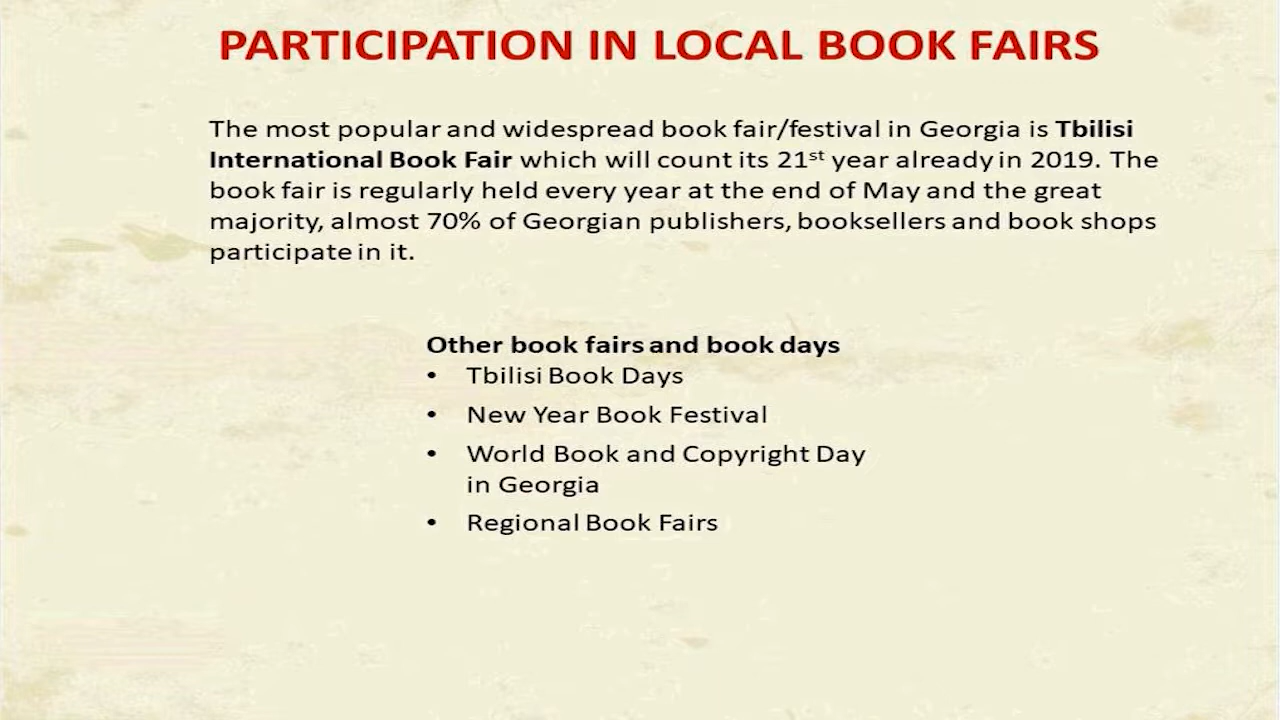 PARTICIPATION IN LOCAL BOOK FAIRS
The most popular and widespread book fair/festival in Georgia is Tbilisi
International Book Fair which will count its 21st year already in 2019. The
book fair is regularly held every year at the end of May and the great
majority, almost 70% of Georgian publishers, booksellers and book shops
participate in it.
Other book fairs and book days
• Tbilisi Book Days
• New Year Book Festival
• World Book and Copyright Day
in Georgia
• Regional Book Fairs